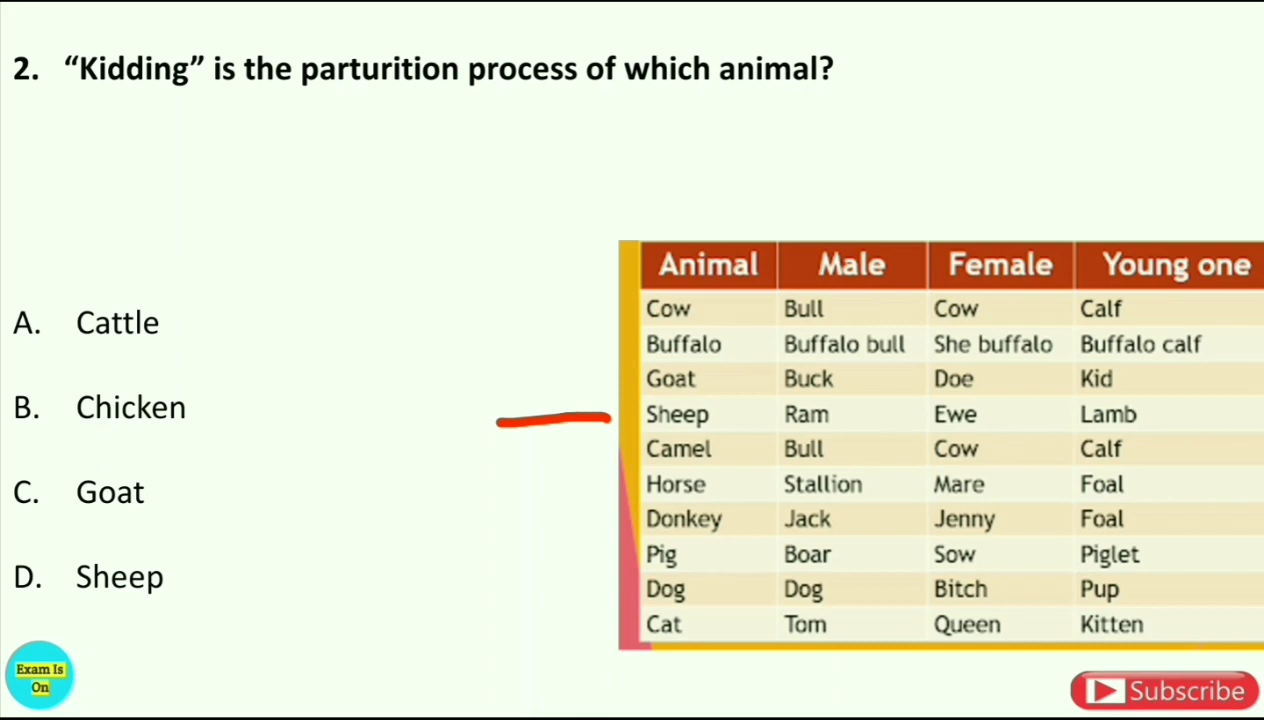 2. “Kidding” is the parturition process of which animal?
A. Cattle
B. Chicken
C. Goat
D. Sheep
Animal Male Female Young one
Cow Bull Cow Calf
Buffalo Buffalo bull She buffalo Buffalo calf
Goat Buck Doe Kid
Sheep Ram Ewe Lamb
Camel Bull Cow Calf
Horse Stallion Mare Foal
Donkey Jack Jenny Foal
Pig Boar Sow Piglet
Dog Dog Bitch Pup
Cat Tom Queen Kitten
Exam Is
On
Subscribe